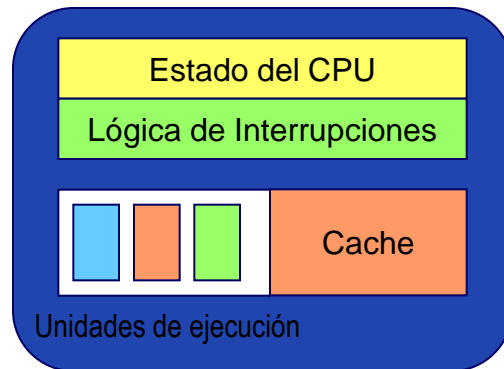 Estado del CPU
Lógica de Interrupciones
Cache
Unidades de ejecución